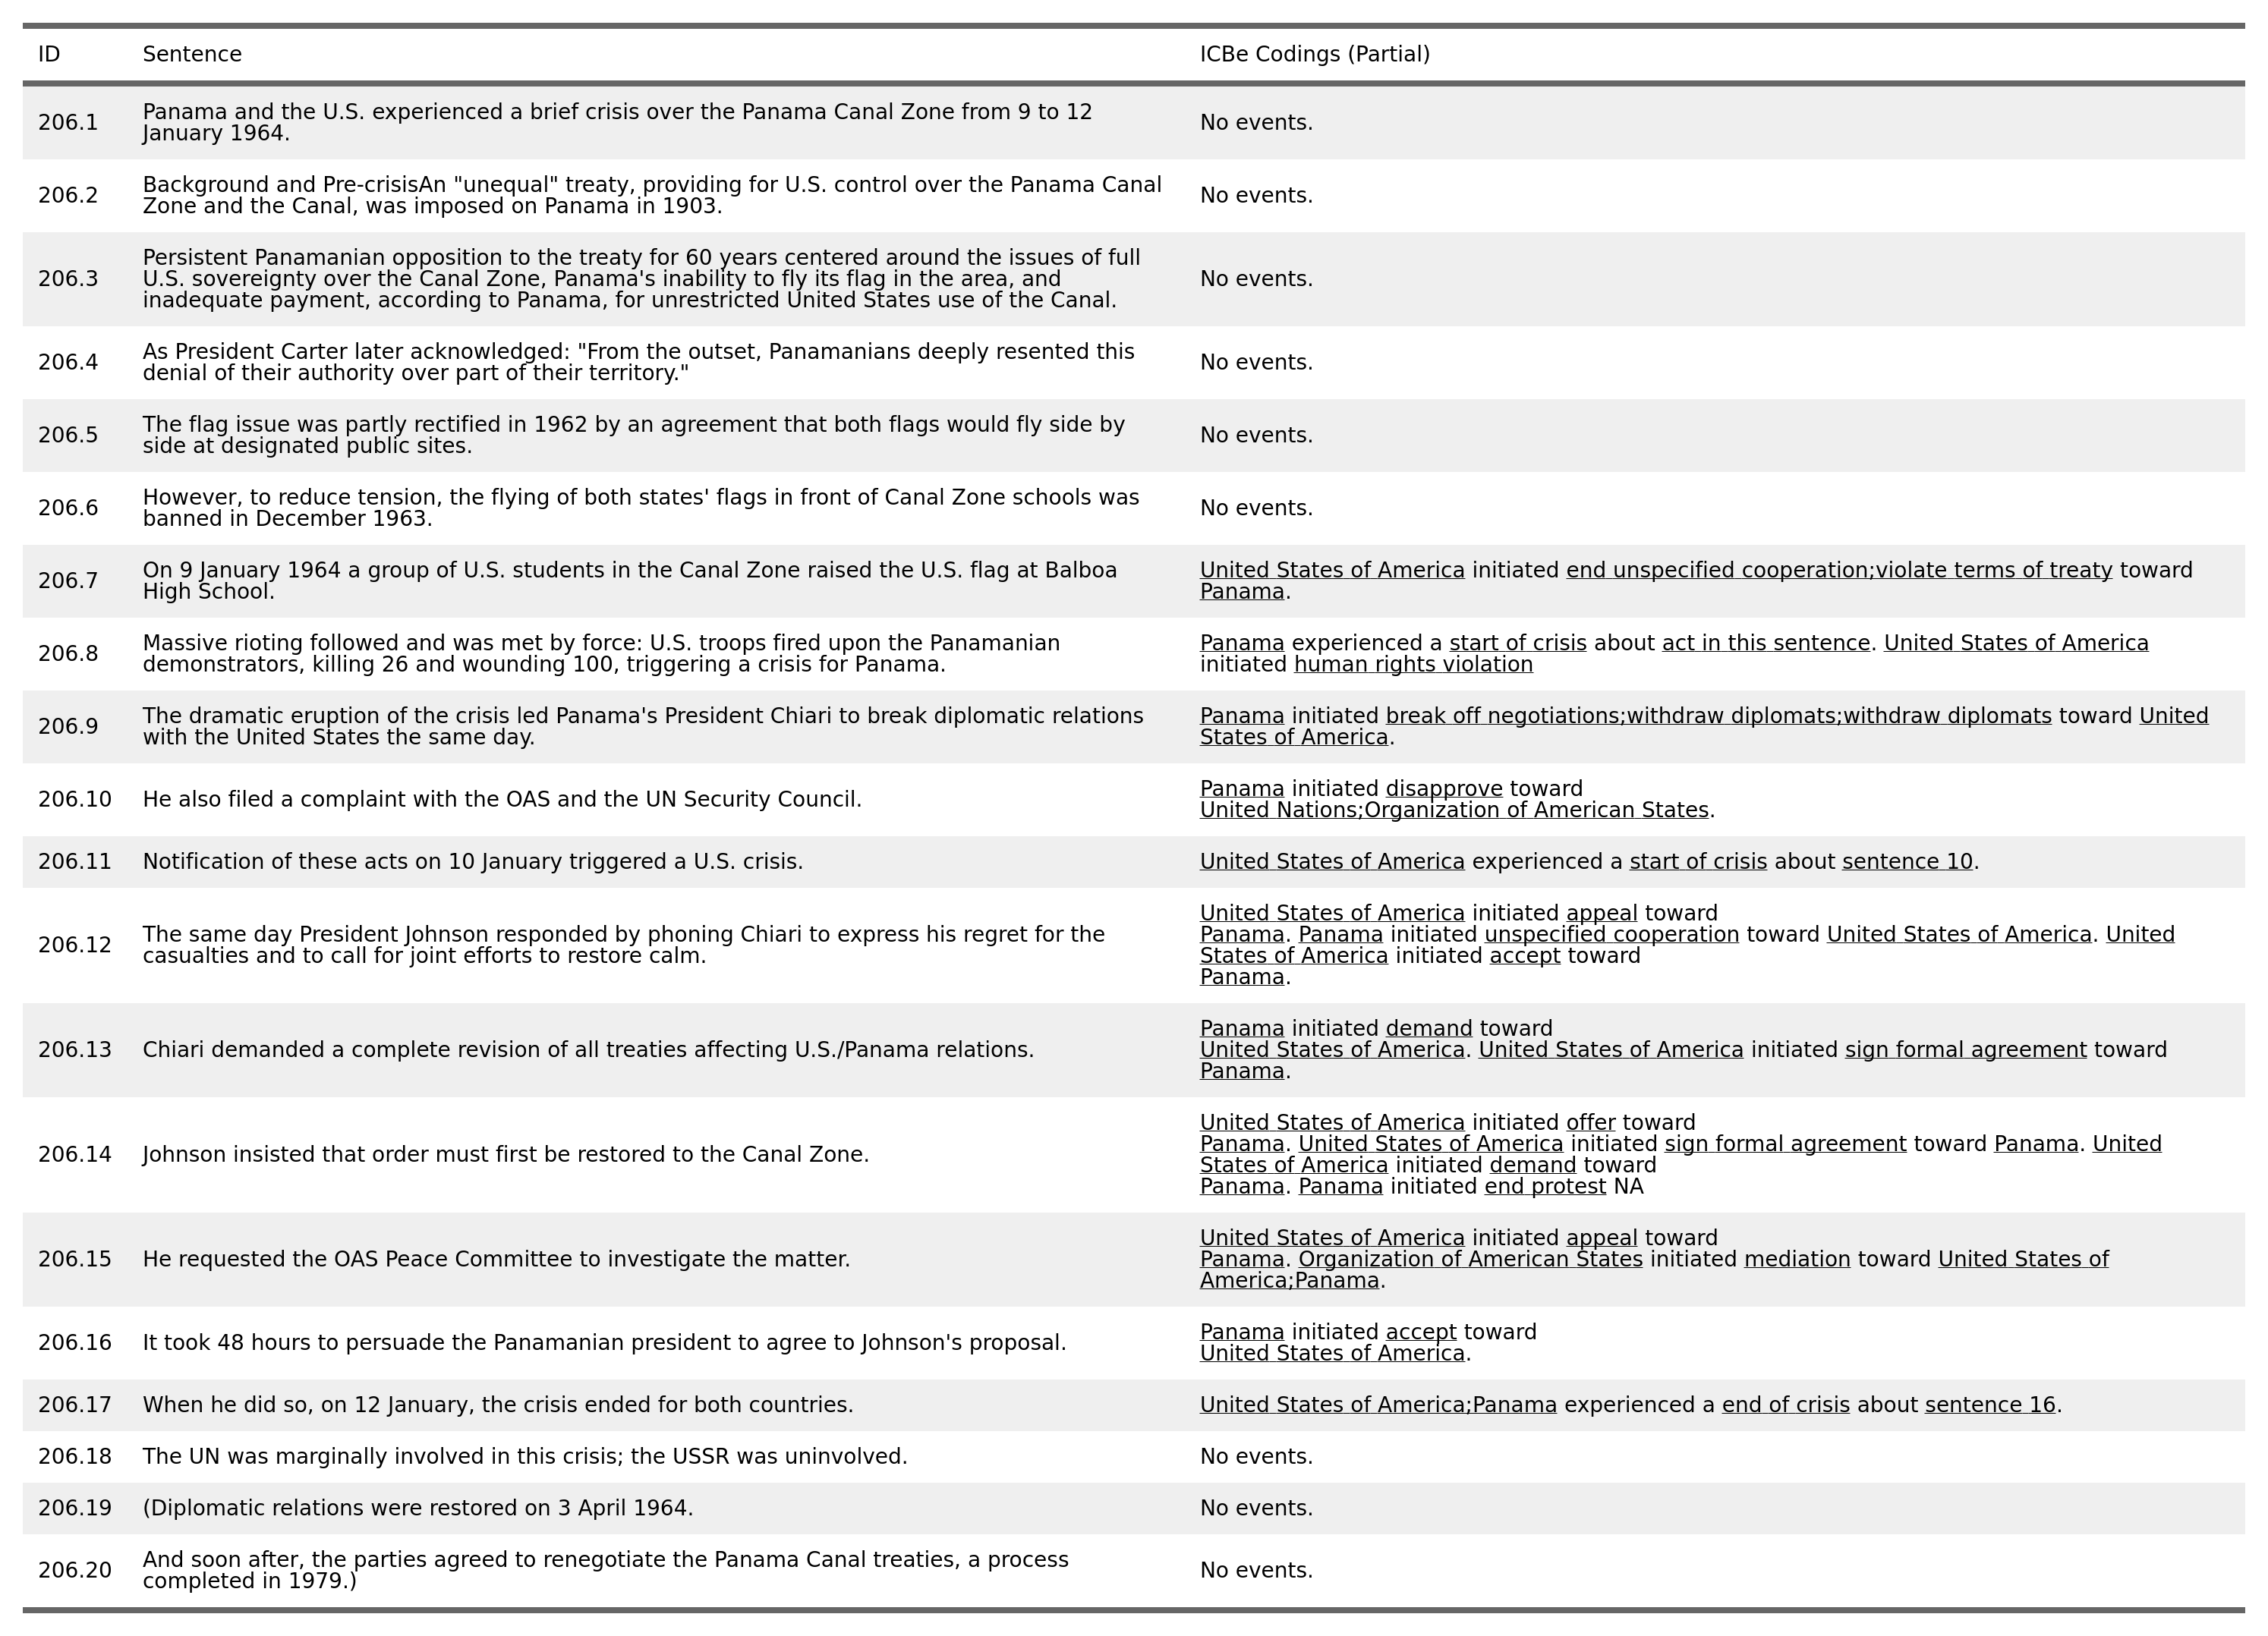 ID Sentence ICBe Codings (Partial)
206.1 Panama and the U.S. experienced a brief crisis over the Panama Canal Zone from 9 to 12
January 1964.
No events.
206.2 Background and Pre-crisisAn "unequal" treaty, providing for U.S. control over the Panama Canal
Zone and the Canal, was imposed on Panama in 1903.
No events.
206.3 Persistent Panamanian opposition to the treaty for 60 years centered around the issues of full
U.S. sovereignty over the Canal Zone, Panama's inability to fly its flag in the area, and
inadequate payment, according to Panama, for unrestricted United States use of the Canal.
No events.
206.4 As President Carter later acknowledged: "From the outset, Panamanians deeply resented this
denial of their authority over part of their territory."
No events.
206.5 The flag issue was partly rectified in 1962 by an agreement that both flags would fly side by
side at designated public sites.
No events.
206.6 However, to reduce tension, the flying of both states' flags in front of Canal Zone schools was
banned in December 1963.
No events.
206.7 On 9 January 1964 a group of U.S. students in the Canal Zone raised the U.S. flag at Balboa
High School.
United States of America initiated end unspecified cooperation;violate terms of treaty toward
Panama.
206.8 Massive rioting followed and was met by force: U.S. troops fired upon the Panamanian
demonstrators, killing 26 and wounding 100, triggering a crisis for Panama.
Panama experienced a start of crisis about act in this sentence. United States of America
initiated human rights violation
206.9 The dramatic eruption of the crisis led Panama's President Chiari to break diplomatic relations
with the United States the same day.
Panama initiated break off negotiations;withdraw diplomats;withdraw diplomats toward United
States of America.
206.10 He also filed a complaint with the OAS and the UN Security Council.
Panama initiated disapprove toward
United Nations;Organization of American States.
206.11 Notification of these acts on 10 January triggered a U.S. crisis.
United States of America experienced a start of crisis about sentence 10.
206.12 The same day President Johnson responded by phoning Chiari to express his regret for the
casualties and to call for joint efforts to restore calm.
United States of America initiated appeal toward
Panama. Panama initiated unspecified cooperation toward United States of America. United
States of America initiated accept toward
Panama.
206.13 Chiari demanded a complete revision of all treaties affecting U.S./Panama relations.
Panama initiated demand toward
United States of America. United States of America initiated sign formal agreement toward
Panama.
206.14 Johnson insisted that order must first be restored to the Canal Zone.
United States of America initiated offer toward
Panama. United States of America initiated sign formal agreement toward Panama. United
States of America initiated demand toward
Panama. Panama initiated end protest NA
206.15 He requested the OAS Peace Committee to investigate the matter.
United States of America initiated appeal toward
Panama. Organization of American States initiated mediation toward United States of
America;Panama.
206.16 It took 48 hours to persuade the Panamanian president to agree to Johnson's proposal.
Panama initiated accept toward
United States of America.
206.17 When he did so, on 12 January, the crisis ended for both countries.
United States of America;Panama experienced a end of crisis about sentence 16.
206.18 The UN was marginally involved in this crisis; the USSR was uninvolved.
No events.
206.19 (Diplomatic relations were restored on 3 April 1964.
No events.
206.20 And soon after, the parties agreed to renegotiate the Panama Canal treaties, a process
completed in 1979.)
No events.